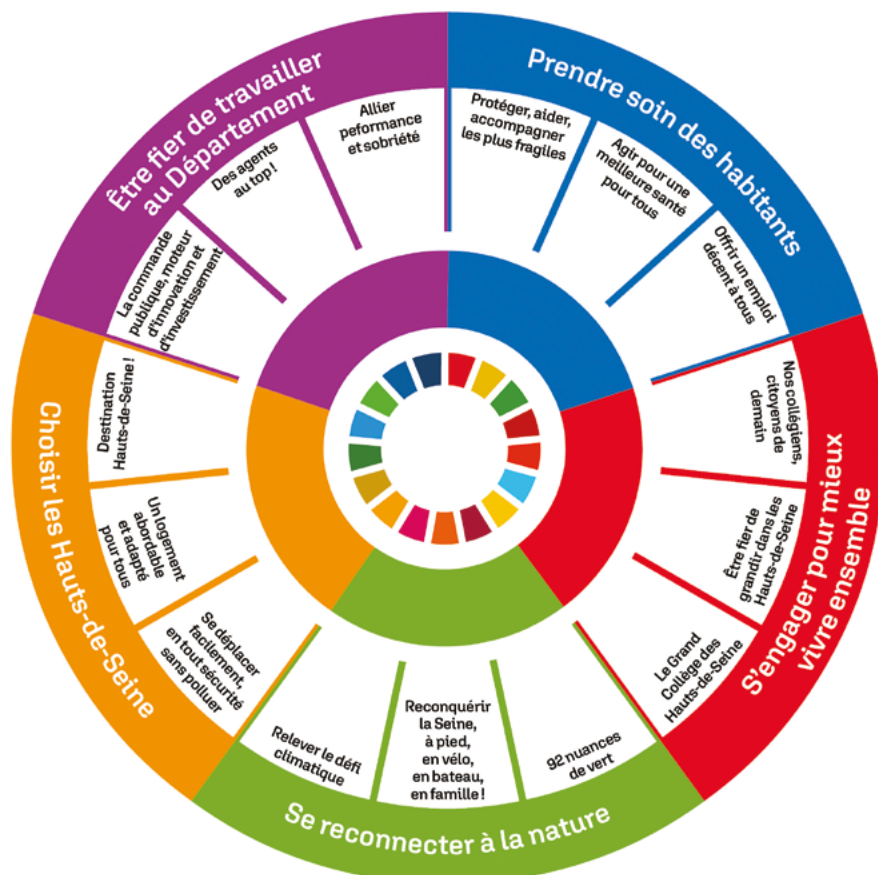 Prendre soin des habitants
Protéger, aider,
accompagner
les plus fragiles
Agir pour une
meilleure santé
pour tous
Offrir un emploi
décent à tous
S'engager pour mieux
vivre ensemble
Nos collégiens,
citoyens de
demain
Être fier de
grandir dans les
Hauts-de-Seine
Le Grand
Collège des
Hauts-de-Seine
Se reconnecter à la nature
92 nuances
de vert
Reconquérir
la Seine,
à pied,
en vélo,
en bateau,
en famille !
Relever le défi
climatique
Choisir les Hauts-de-Seine
Se déplacer
facilement,
en tout sécurité
sans polluer
Un logement
abordable
et adapté
pour tous
Destination
Hauts-de-Seine !
Être fier de travailler
au Département
La commande
publique, moteur
d'innovation et
d'investissement
Des agents
au top !
Allier
peformance
et sobriété